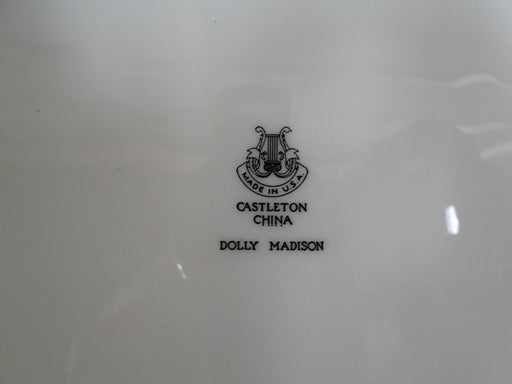 MADE IN U.S.A.
CASTLETON
CHINA
DOLLY MADISON